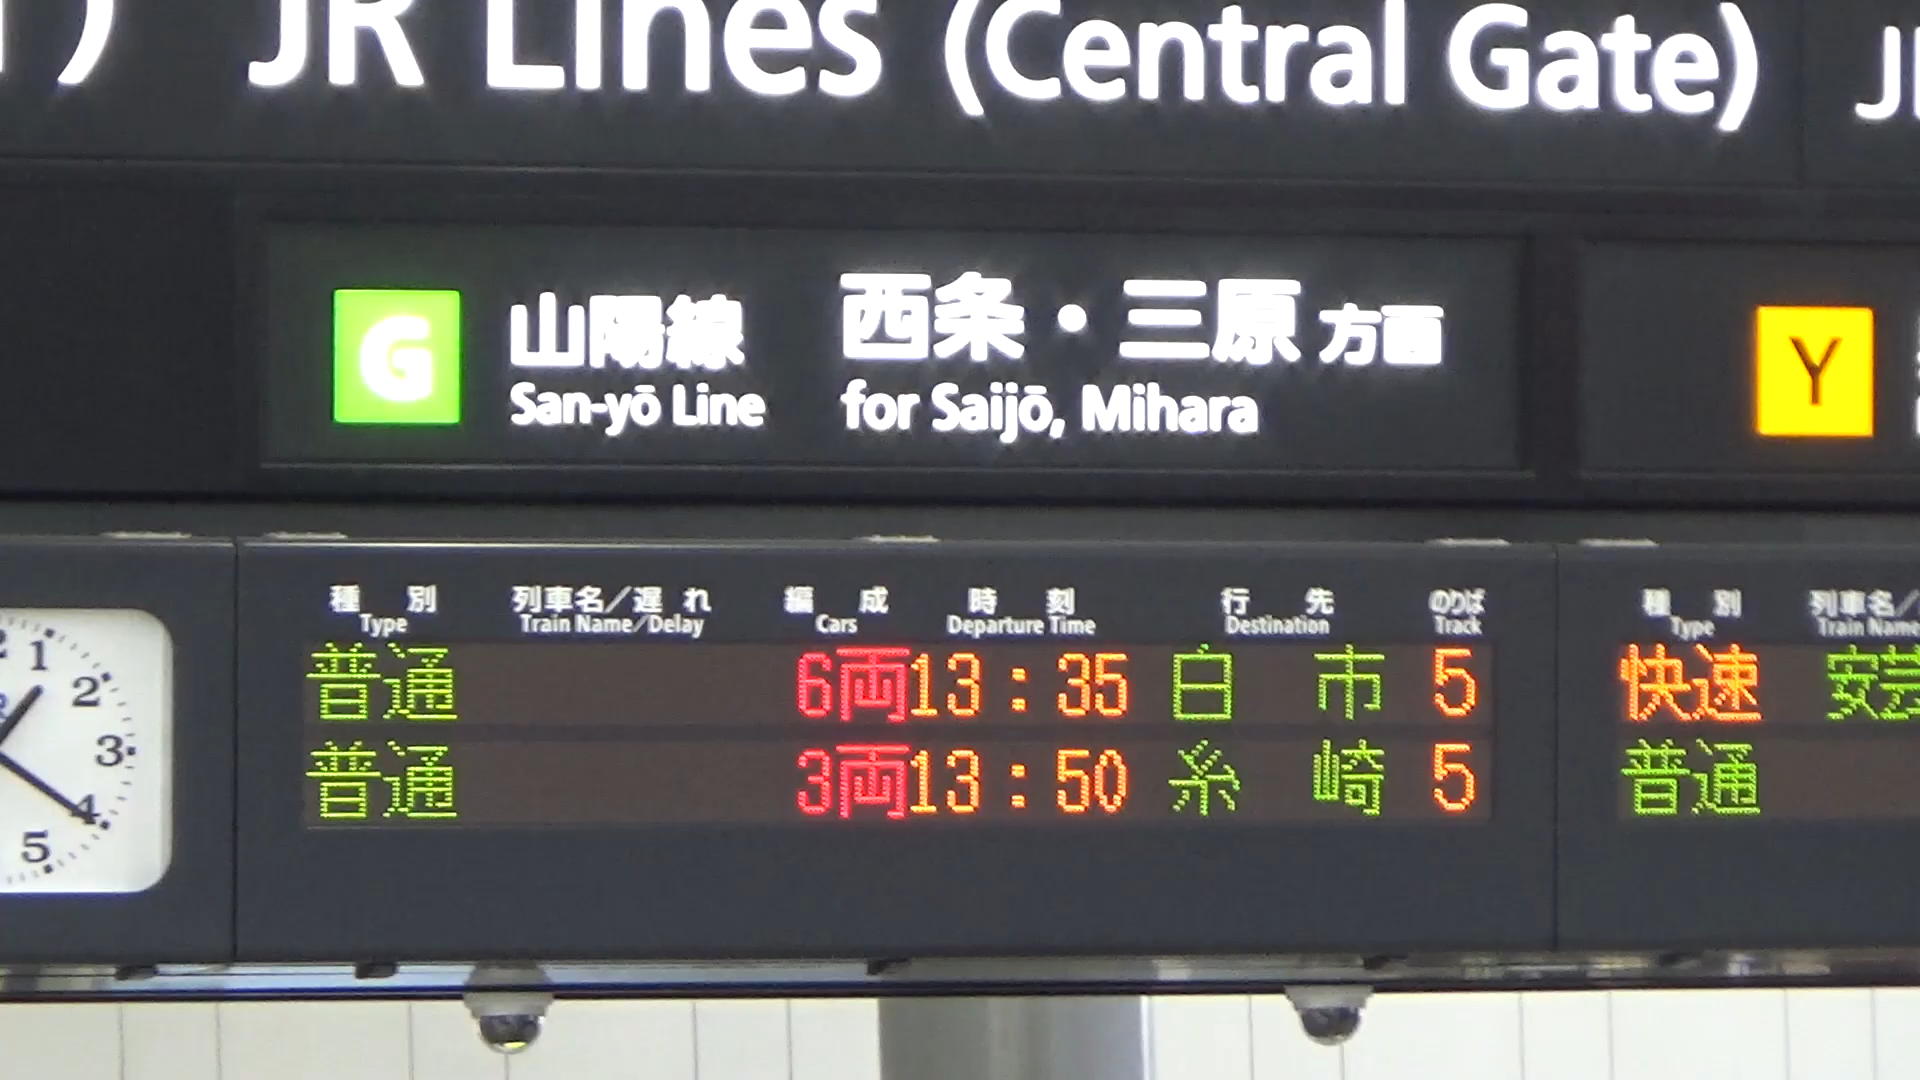 JR Lines (Central Gate)
G 山陽線 西条・三原 方面
San-yō Line for Saijō, Mihara
Y
種別 列車名／遅れ 編成 時刻 行先 のりば
Type Train Name／Delay Cars Departure Time Destination Track
普通 6両 13:35 白市 5
普通 3両 13:50 糸崎 5
種別 列車名／
Type Train Name
快速 安芸
普通
1
2
3
4
5